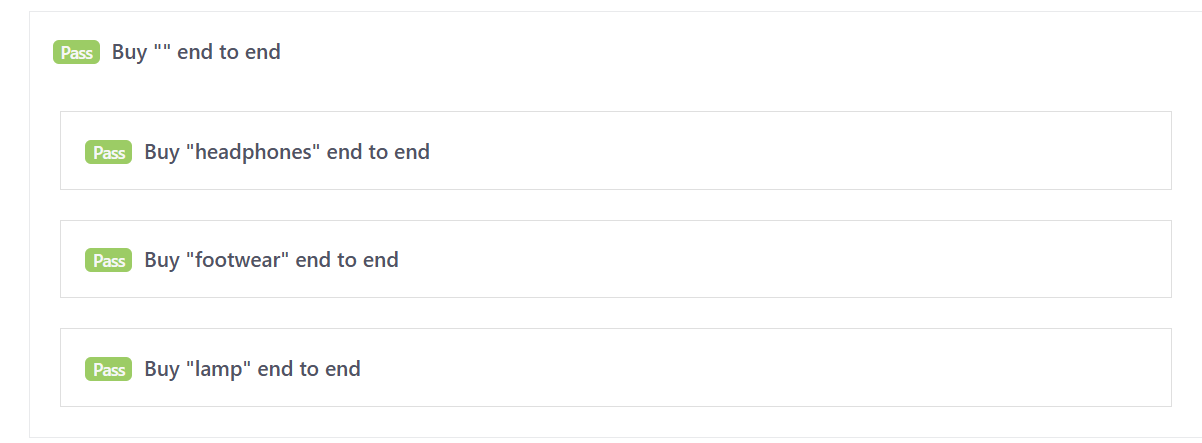 Pass Buy "" end to end
Pass Buy "headphones" end to end
Pass Buy "footwear" end to end
Pass Buy "lamp" end to end